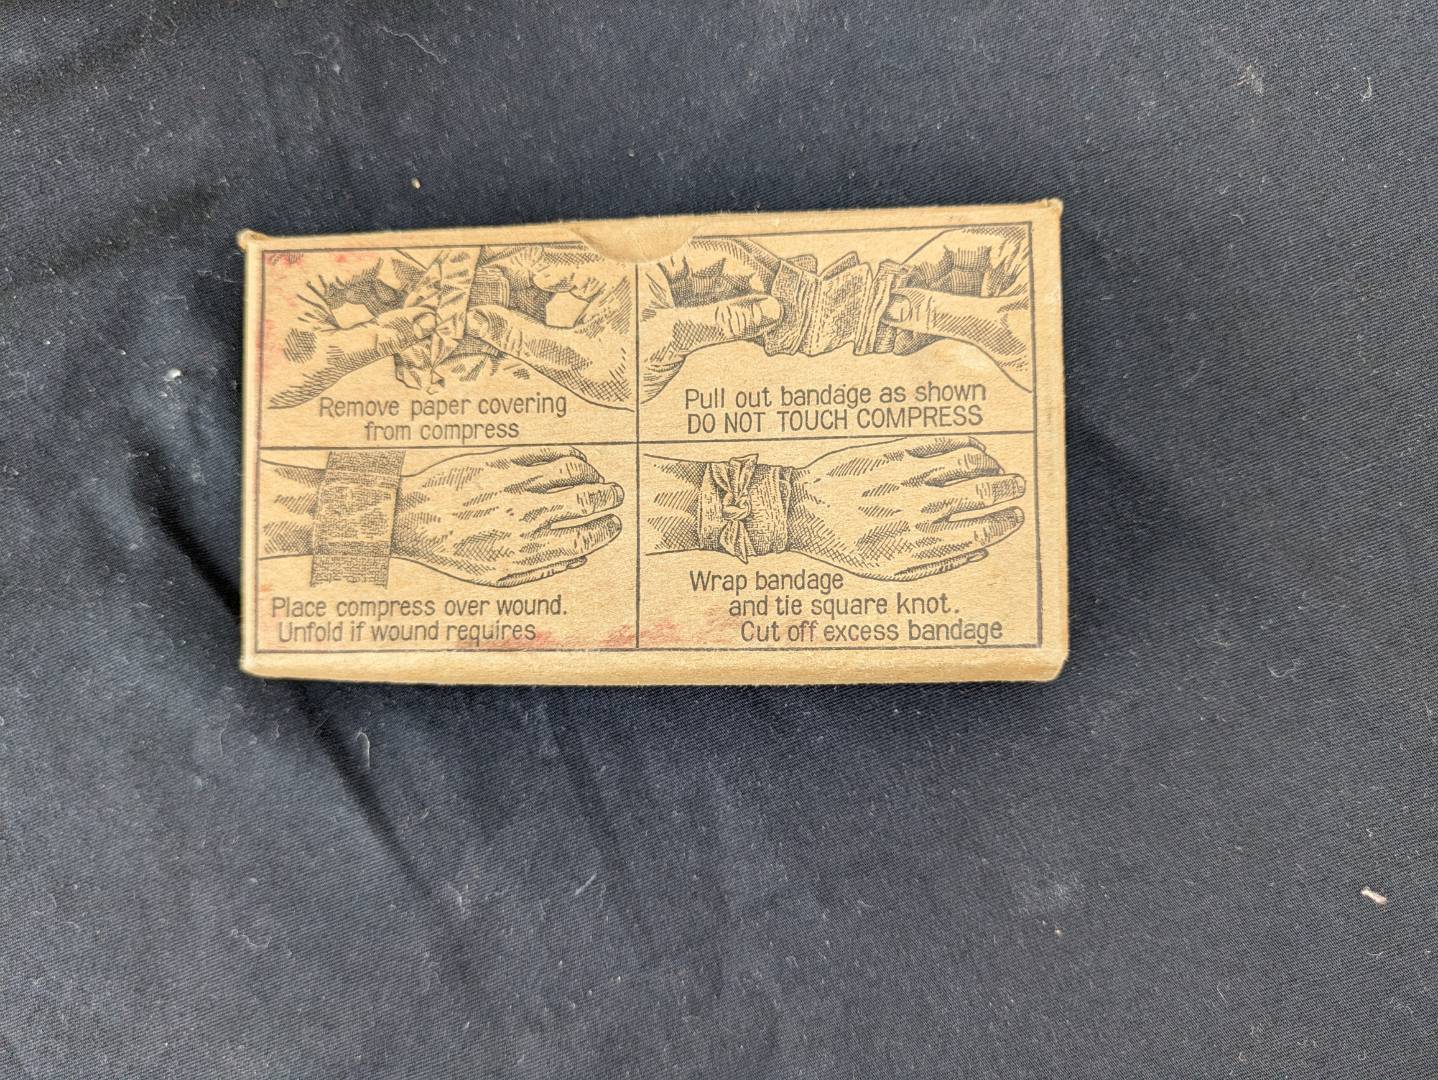 Remove paper covering
from compress
Pull out bandage as shown
DO NOT TOUCH COMPRESS
Place compress over wound.
Unfold if wound requires
Wrap bandage
and tie square knot.
Cut off excess bandage